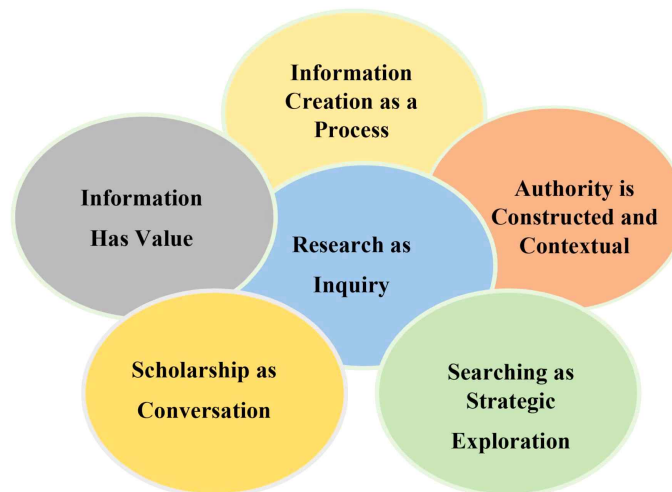 Information
Creation as a
Process
Information
Has Value
Authority is
Constructed and
Contextual
Research as
Inquiry
Scholarship as
Conversation
Searching as
Strategic
Exploration